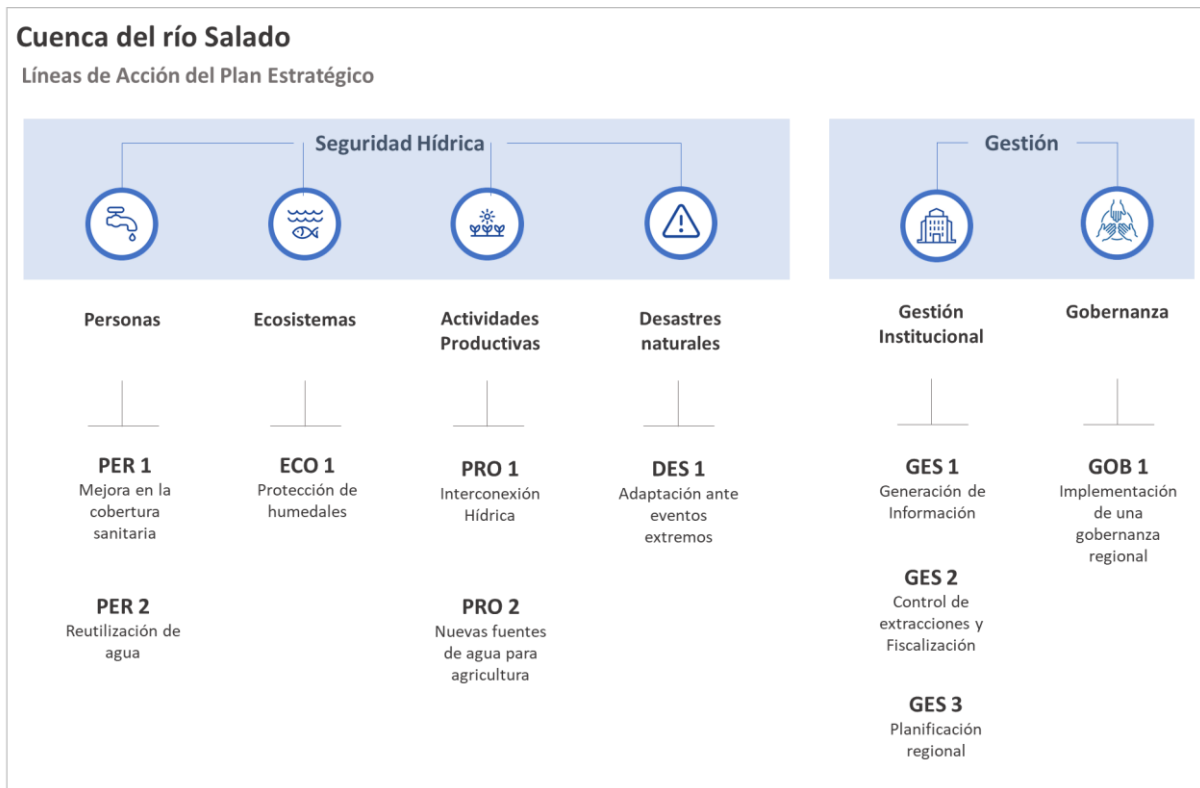 Cuenca del río Salado
Líneas de Acción del Plan Estratégico
Seguridad Hídrica
Gestión
Personas
Ecosistemas
Actividades
Productivas
Desastres
naturales
Gestión
Institucional
Gobernanza
PER 1
Mejora en la
cobertura
sanitaria
ECO 1
Protección de
humedales
PRO 1
Interconexión
Hídrica
DES 1
Adaptación ante
eventos
extremos
GES 1
Generación de
Información
GOB 1
Implementación
de una
gobernanza
regional
PER 2
Reutilización de
agua
PRO 2
Nuevas fuentes
de agua para
agricultura
GES 2
Control de
extracciones y
Fiscalización
GES 3
Planificación
regional